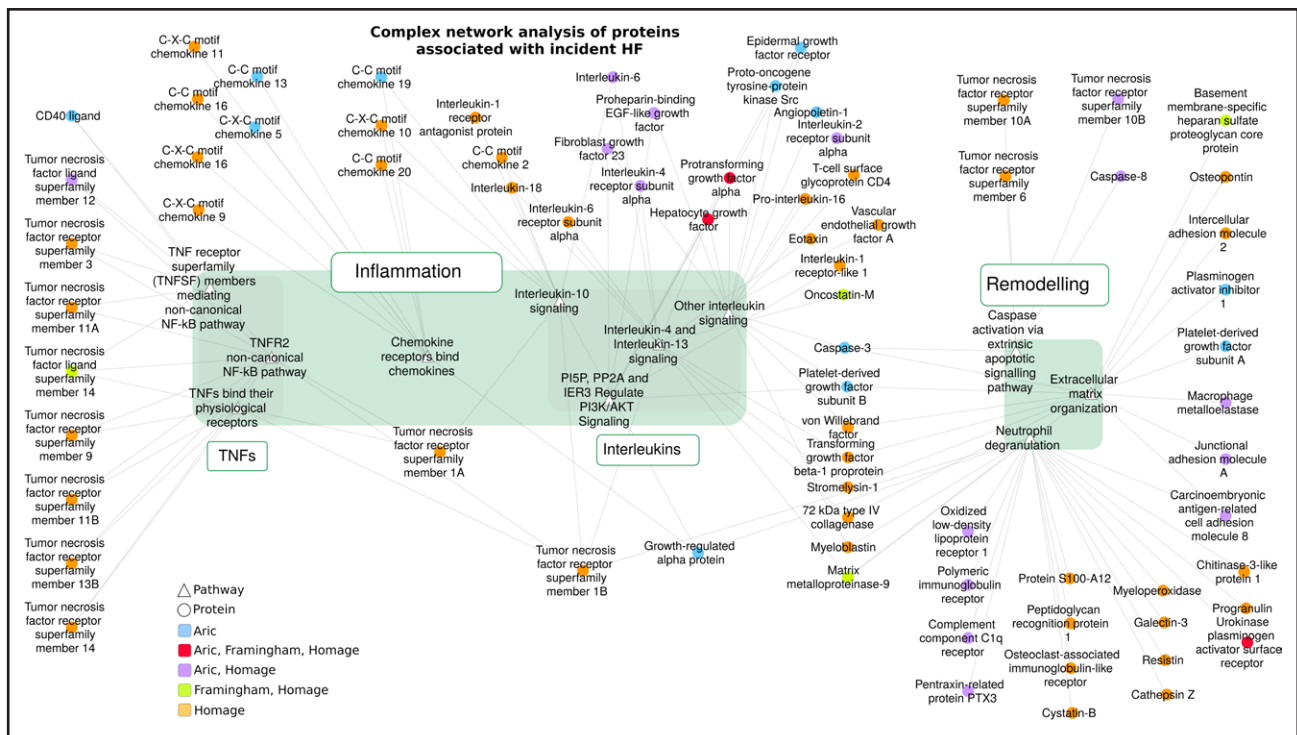 Complex network analysis of proteins
associated with incident HF
C-X-C motif
chemokine 11
C-C motif
chemokine 13
C-C motif
chemokine 16
C-X-C motif
chemokine 5
C-X-C motif
chemokine 16
C-X-C motif
chemokine 9
C-C motif
chemokine 19
C-X-C motif
chemokine 10
C-C motif
chemokine 20
Interleukin-1
receptor
antagonist protein
C-C motif
chemokine 2
Interleukin-18
Interleukin-6
receptor subunit
alpha
Interleukin-6
Proheparin-binding
EGF-like growth
factor
Fibroblast growth
factor 23
Interleukin-4
receptor subunit
alpha
Epidermal growth
factor receptor
Proto-oncogene
tyrosine-protein
kinase Src
Angiopoietin-1
Interleukin-2
receptor subunit
alpha
Protransforming
growth factor
alpha
Hepatocyte growth
factor
T-cell surface
glycoprotein CD4
Pro-interleukin-16
Vascular
endothelial growth
factor A
Eotaxin
Interleukin-1
receptor-like 1
Oncostatin-M
Tumor necrosis
factor receptor
superfamily
member 10A
Tumor necrosis
factor receptor
superfamily
member 10B
Tumor necrosis
factor receptor
superfamily
member 6
Caspase-8
Basement
membrane-specific
heparan sulfate
proteoglycan core
protein
Osteopontin
Intercellular
adhesion molecule
2
Plasminogen
activator inhibitor
1
Platelet-derived
growth factor
subunit A
Macrophage
metalloelastase
Junctional
adhesion molecule
A
Carcinoembryonic
antigen-related
cell adhesion
molecule 8
Chitinase-3-like
protein 1
Progranulin
Urokinase
plasminogen
activator surface
receptor
CD40 ligand
Tumor necrosis
factor ligand
superfamily
member 12
Tumor necrosis
factor receptor
superfamily
member 3
Tumor necrosis
factor receptor
superfamily
member 11A
Tumor necrosis
factor ligand
superfamily
member 14
Tumor necrosis
factor receptor
superfamily
member 9
Tumor necrosis
factor receptor
superfamily
member 11B
Tumor necrosis
factor receptor
superfamily
member 13B
Tumor necrosis
factor receptor
superfamily
member 14
Inflammation
TNF receptor
superfamily
(TNFSF) members
mediating
non-canonical
NF-kB pathway
TNFR2
non-canonical
NF-kB pathway
TNFs bind their
physiological
receptors
TNFs
Chemokine
receptors bind
chemokines
Interleukin-10
signaling
Other interleukin
signaling
Interleukin-4 and
Interleukin-13
signaling
PI5P, PP2A and
IER3 Regulate
PI3K/AKT
Signaling
Interleukins
Remodelling
Caspase
activation via
extrinsic
apoptotic
signalling
pathway
Extracellular
matrix
organization
Neutrophil
degranulation
Caspase-3
Platelet-derived
growth factor
subunit B
von Willebrand
factor
Transforming
growth factor
beta-1 proprotein
Stromelysin-1
72 kDa type IV
collagenase
Myeloblastin
Matrix
metalloproteinase-9
Tumor necrosis
factor receptor
superfamily
member 1A
Tumor necrosis
factor receptor
superfamily
member 1B
Growth-regulated
alpha protein
Oxidized
low-density
lipoprotein
receptor 1
Polymeric
immunoglobulin
receptor
Complement
component C1q
receptor
Pentraxin-related
protein PTX3
Protein S100-A12
Peptidoglycan
recognition protein
1
Osteoclast-associated
immunoglobulin-like
receptor
Cystatin-B
Myeloperoxidase
Galectin-3
Resistin
Cathepsin Z
Pathway
Protein
Aric
Aric, Framingham, Homage
Aric, Homage
Framingham, Homage
Homage